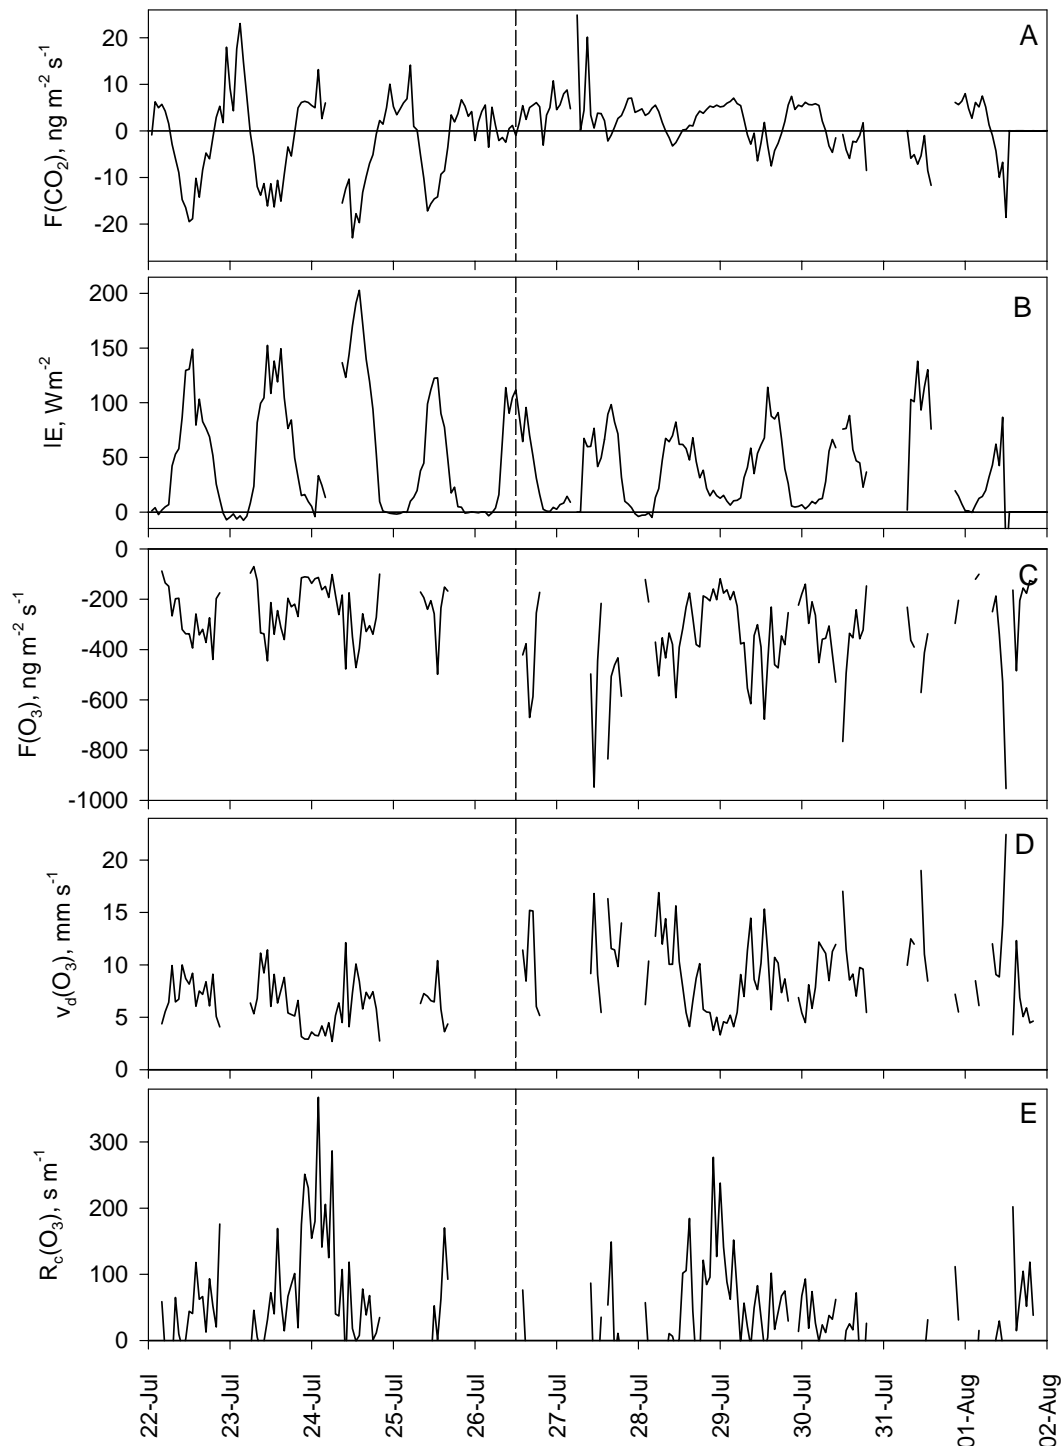 A
F(CO₂), ng m⁻² s⁻¹
20
10
0
-10
-20
B
lE, Wm⁻²
200
150
100
50
0
C
F(O₃), ng m⁻² s⁻¹
0
-200
-400
-600
-800
-1000
D
v_d(O₃), mm s⁻¹
20
15
10
5
0
E
R_c(O₃), s m⁻¹
300
200
100
0
22-Jul
23-Jul
24-Jul
25-Jul
26-Jul
27-Jul
28-Jul
29-Jul
30-Jul
31-Jul
01-Aug
02-Aug